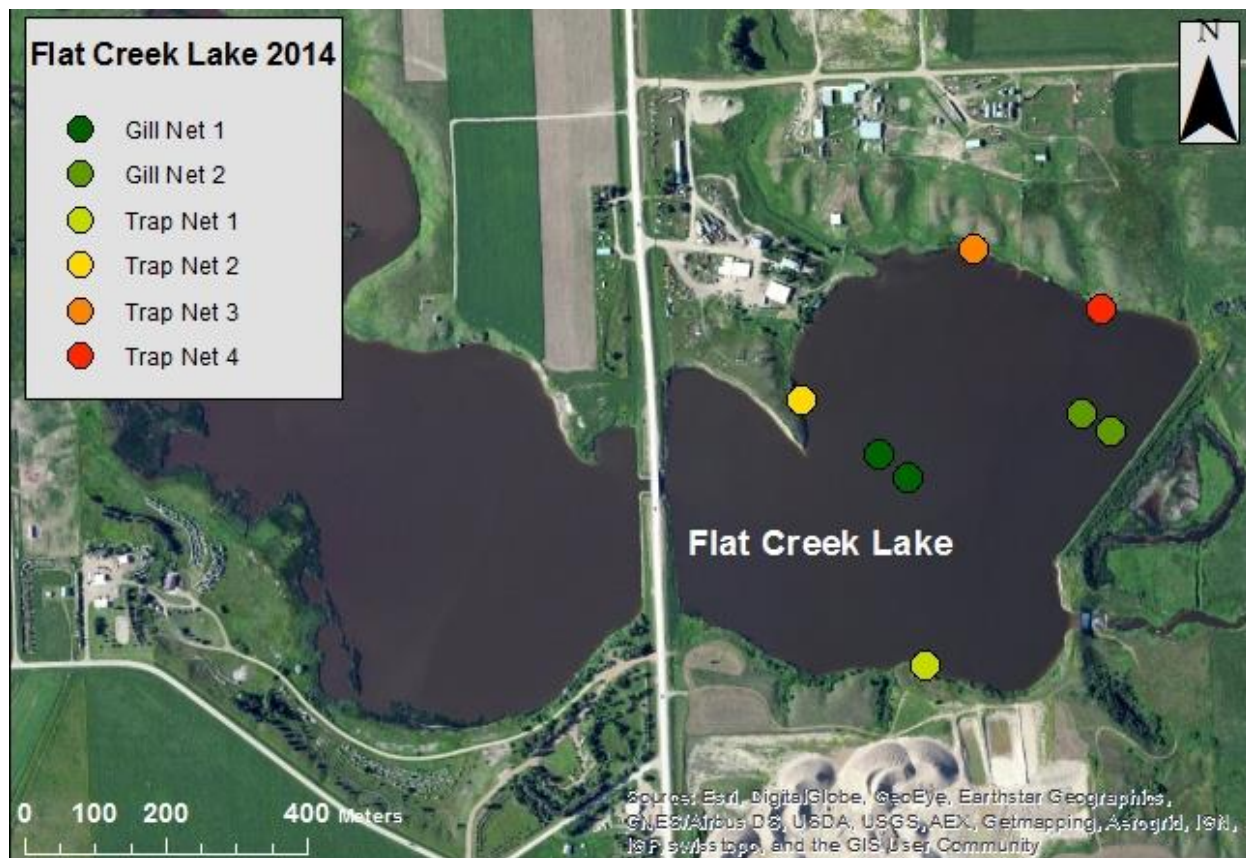 Flat Creek Lake 2014
Gill Net 1
Gill Net 2
Trap Net 1
Trap Net 2
Trap Net 3
Trap Net 4
N
Flat Creek Lake
0 100 200 400 Meters
Source: Esri, DigitalGlobe, GeoEye, Earthstar Geographics,
CNES/Airbus DS, USDA, USGS, AEX, Getmapping, Aerogrid, IGN,
IGP, swisstopo, and the GIS User Community